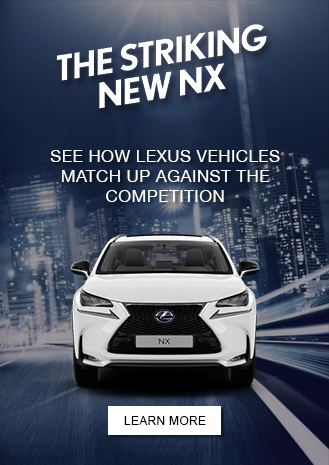 THE STRIKING
NEW NX
SEE HOW LEXUS VEHICLES
MATCH UP AGAINST THE
COMPETITION
NX
LEARN MORE